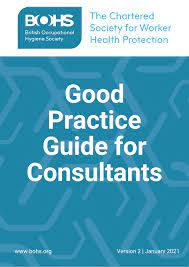 BOHS
British Occupational
Hygiene Society
The Chartered
Society for Worker
Health Protection
Good
Practice
Guide for
Consultants
www.bohs.org
Version 2 | January 2021